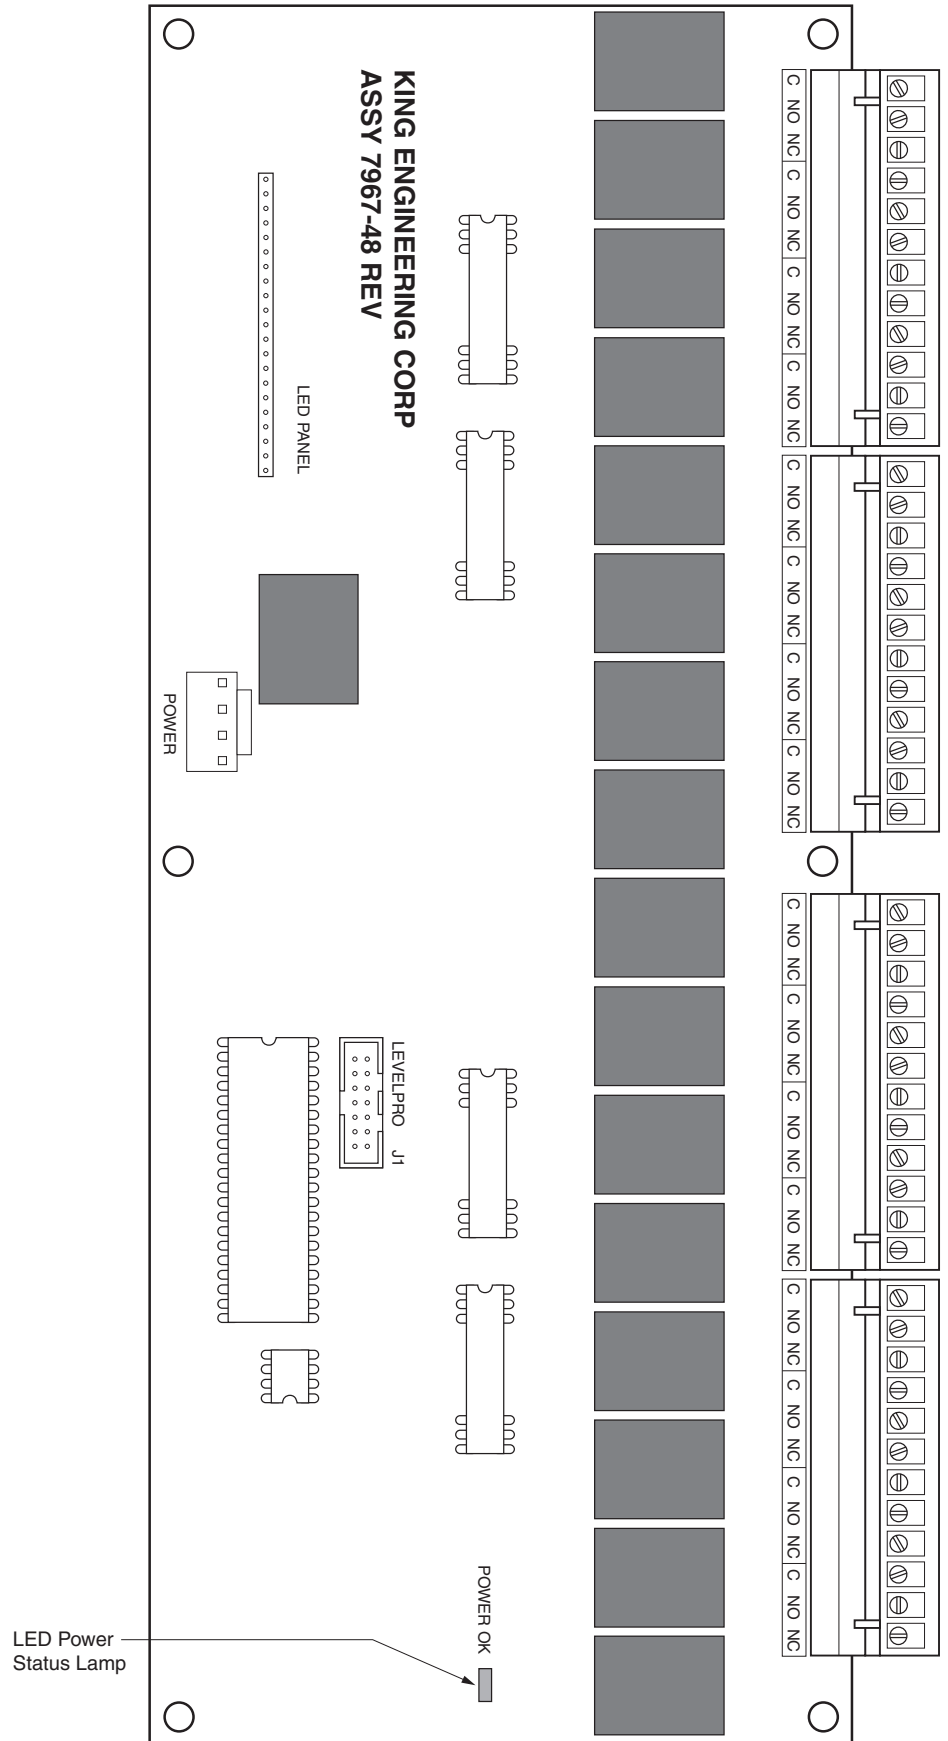 KING ENGINEERING CORP
ASSY 7967-48 REV
C NO NC C NO NC C NO NC C NO NC
LED PANEL
C NO NC C NO NC C NO NC C NO NC
POWER
C NO NC C NO NC C NO NC C NO NC
LEVELPRO J1
C NO NC C NO NC C NO NC C NO NC
POWER OK
LED Power
Status Lamp